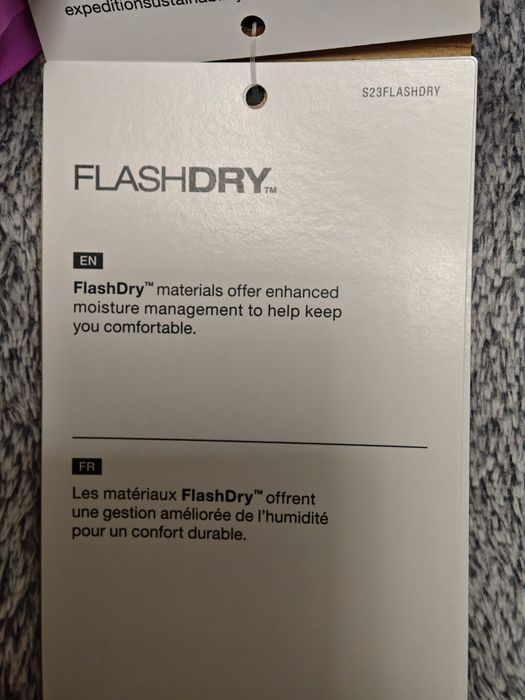 S23FLASHDRY
FLASHDRY™
EN
FlashDry™ materials offer enhanced
moisture management to help keep
you comfortable.
FR
Les matériaux FlashDry™ offrent
une gestion améliorée de l'humidité
pour un confort durable.